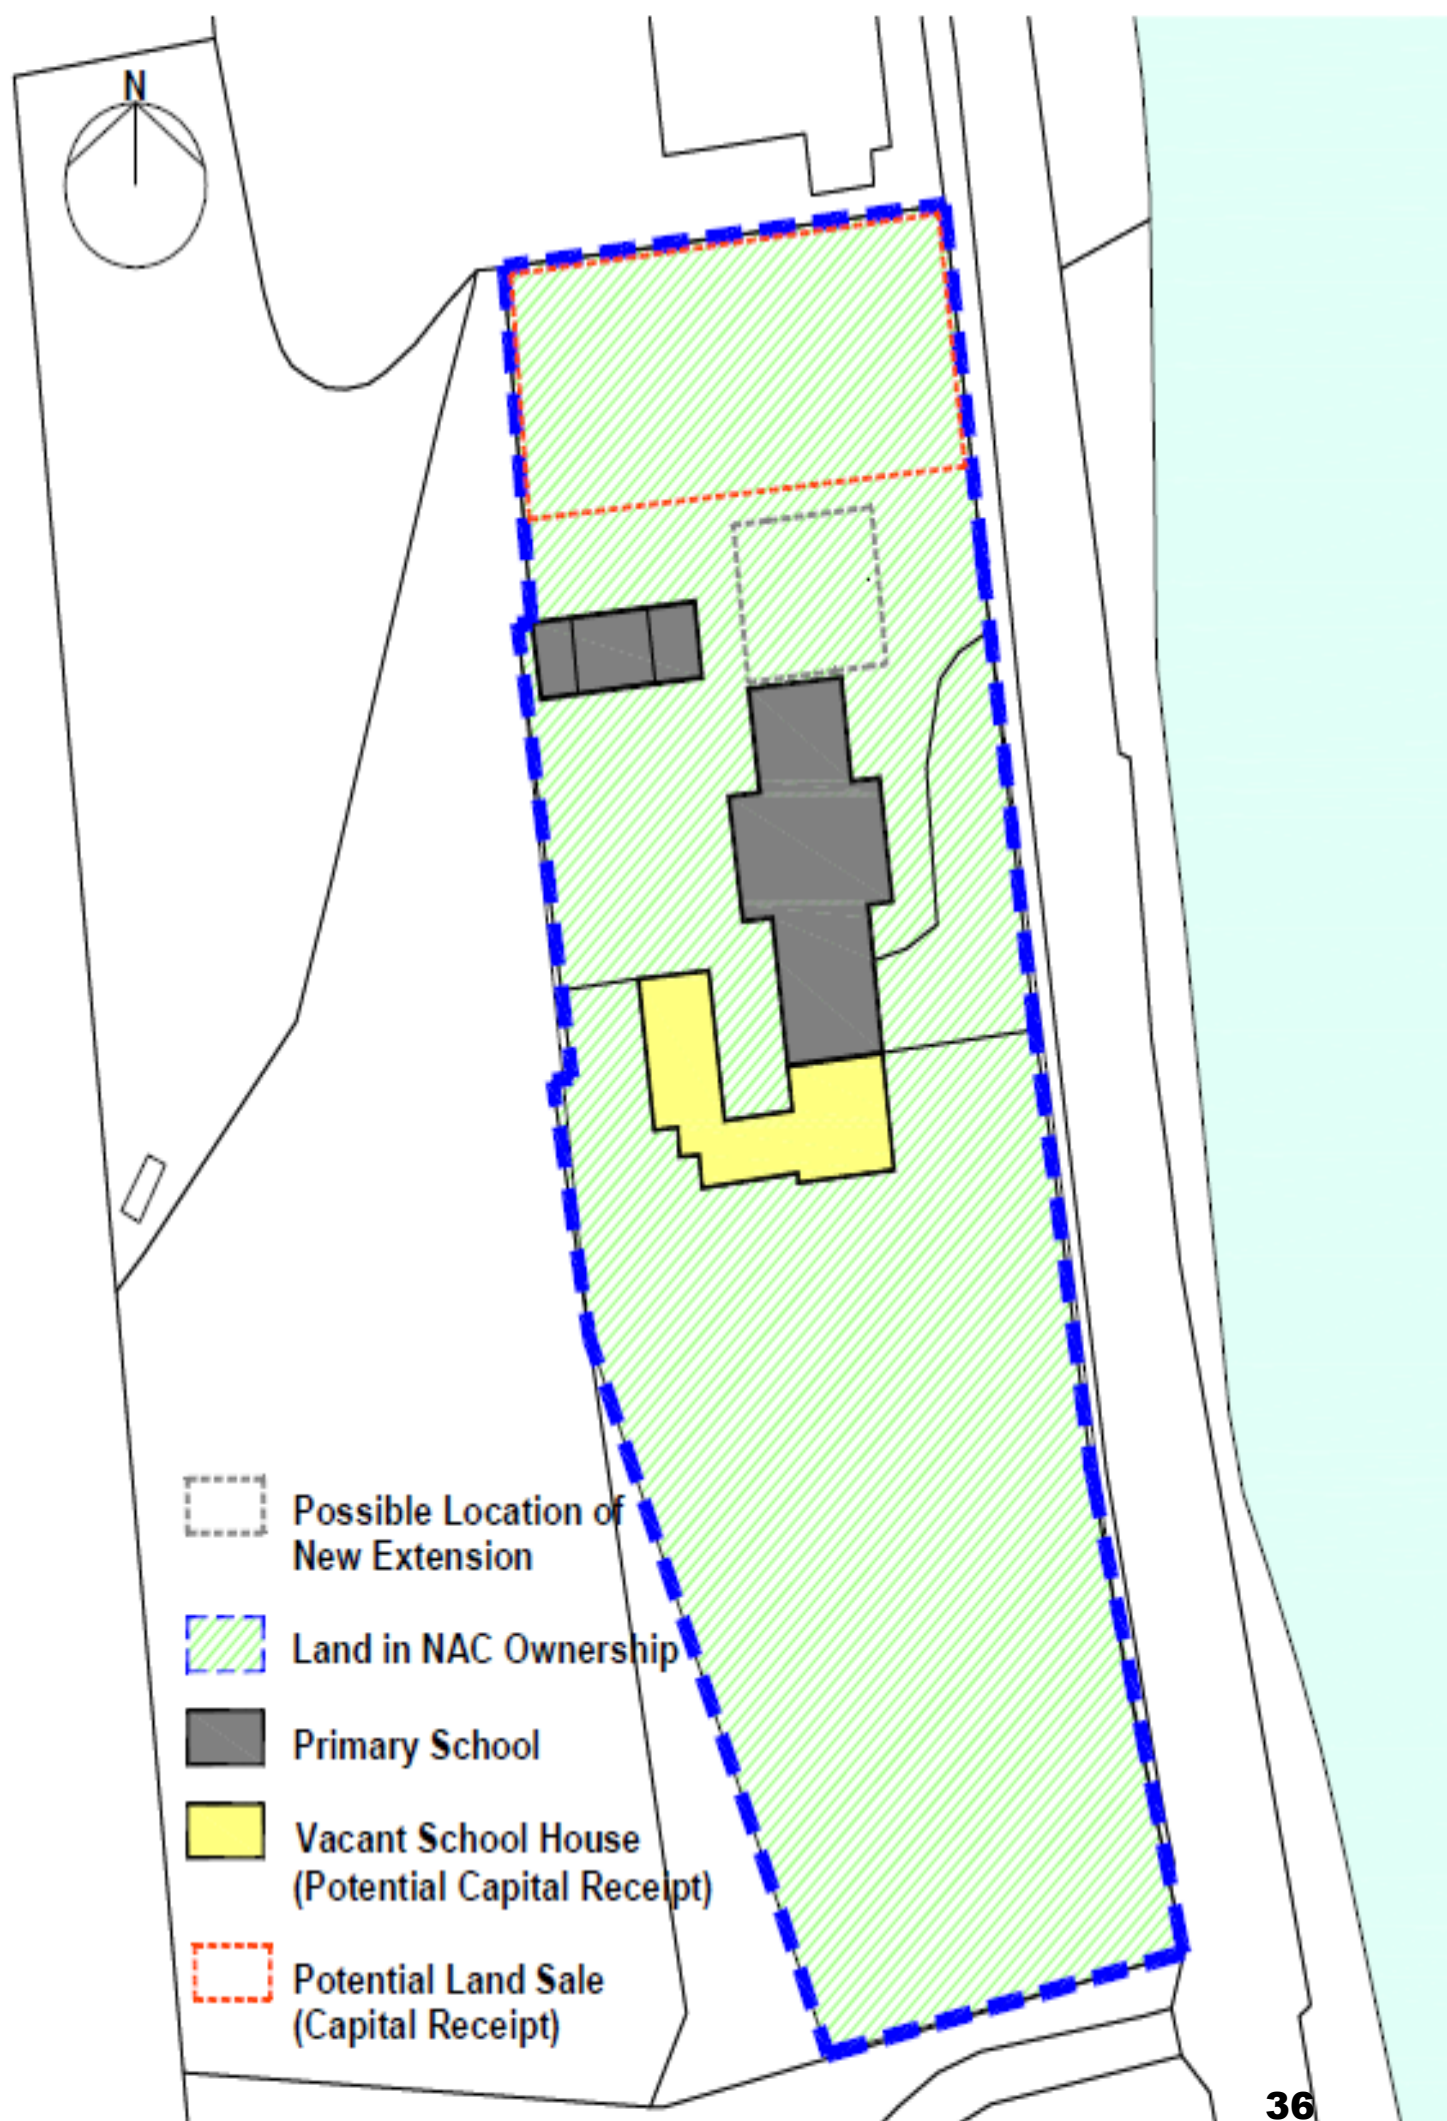 N
Possible Location of
New Extension
Land in NAC Ownership
Primary School
Vacant School House
(Potential Capital Receipt)
Potential Land Sale
(Capital Receipt)
36